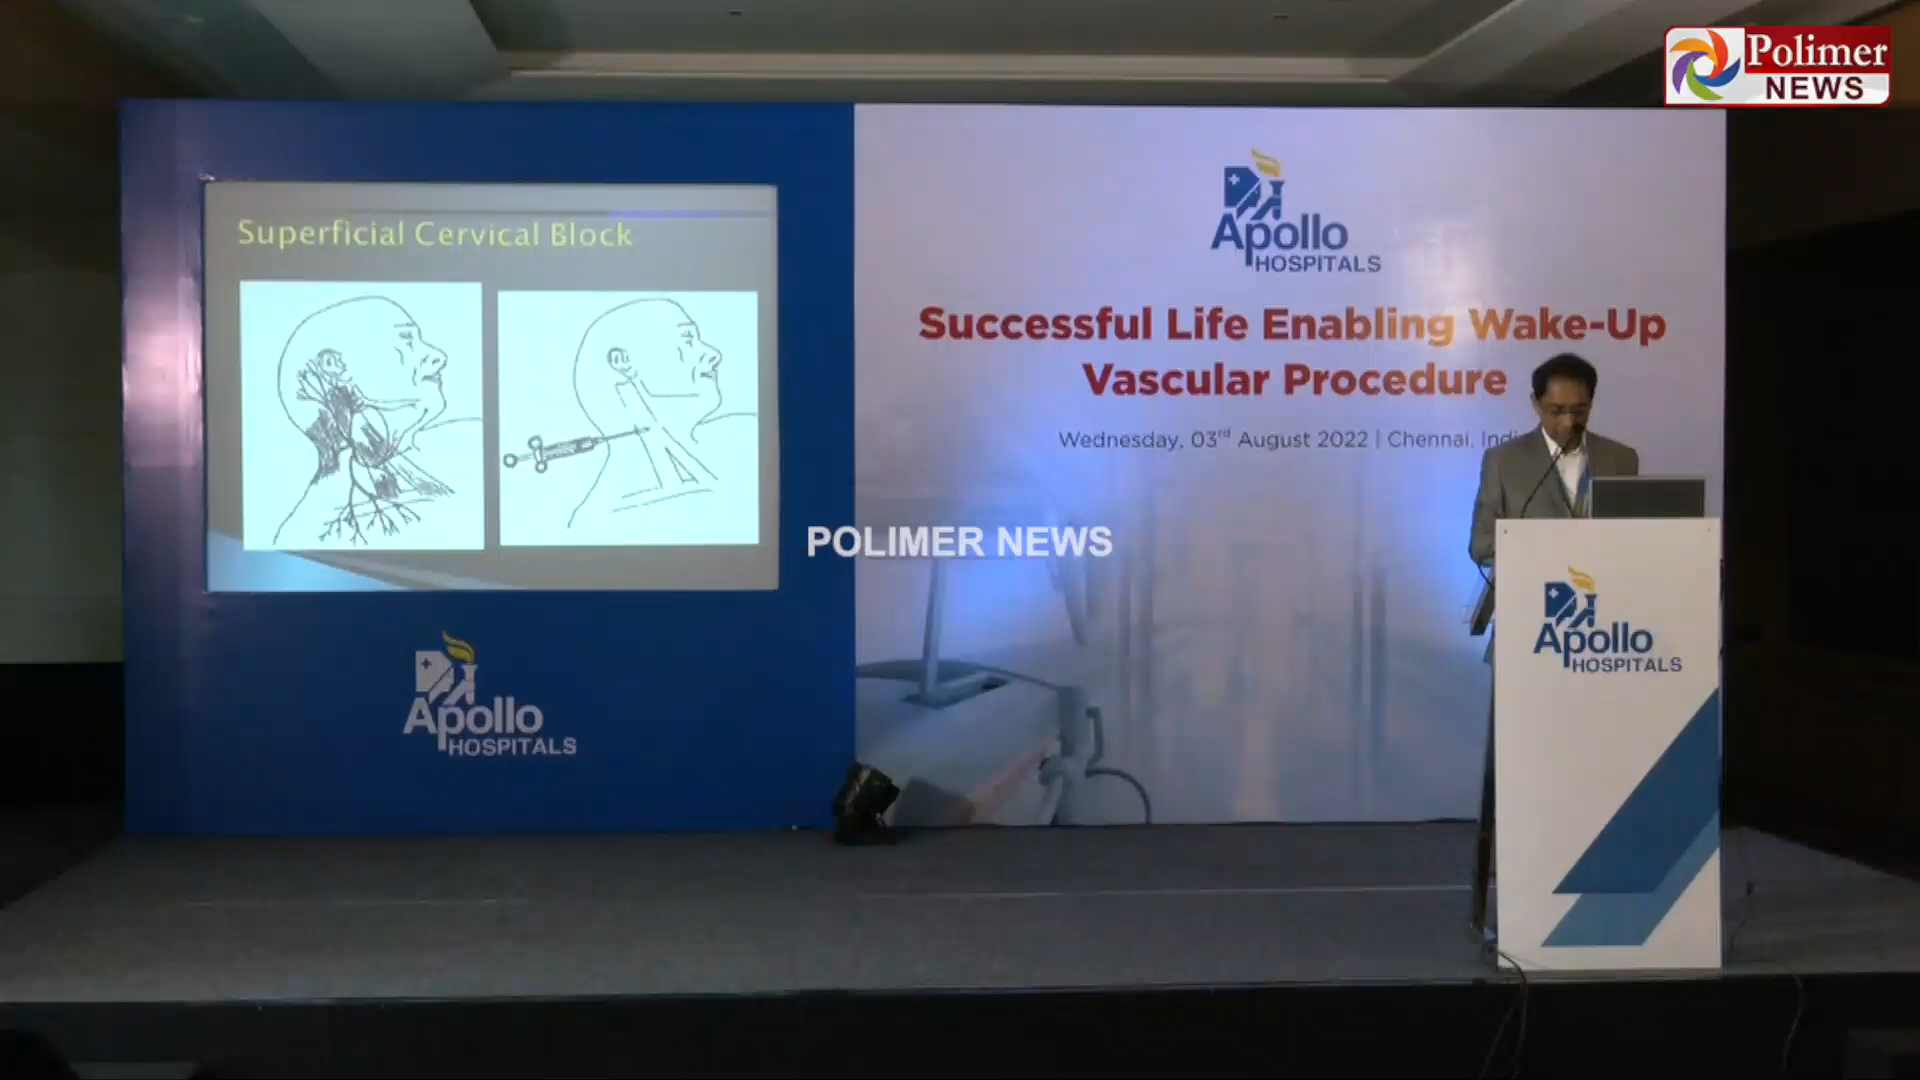 Polimer
NEWS
Superficial Cervical Block
Apollo
HOSPITALS
Successful Life Enabling Wake-Up
Vascular Procedure
Wednesday, 03rd August 2022 | Chennai, Indi
POLIMER NEWS
Apollo
HOSPITALS
Apollo
HOSPITALS